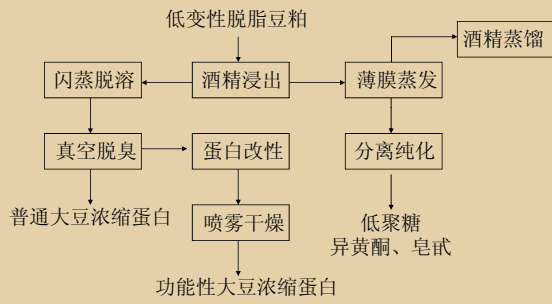 低变性脱脂豆粕
酒精蒸馏
闪蒸脱溶
酒精浸出
薄膜蒸发
真空脱臭
蛋白改性
分离纯化
普通大豆浓缩蛋白
喷雾干燥
低聚糖
异黄酮、皂甙
功能性大豆浓缩蛋白